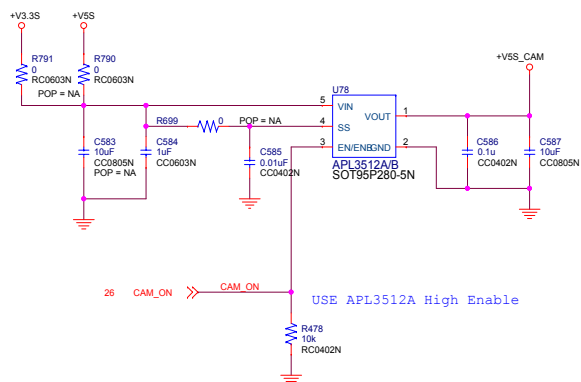 +V3.3S
+V5S
R791
0
RC0603N
R790
0
RC0603N
POP = NA
R699
0
POP = NA
C583
10uF
CC0805N
POP = NA
C584
1uF
CC0603N
C585
0.01uF
CC0402N
U78
5
VIN
4
SS
3
EN/ENB
VOUT
1
GND
2
APL3512A/B
SOT95P280-5N
+V5S_CAM
C586
0.1u
CC0402N
C587
10uF
CC0805N
26 CAM_ON
CAM_ON
USE APL3512A High Enable
R478
10k
RC0402N